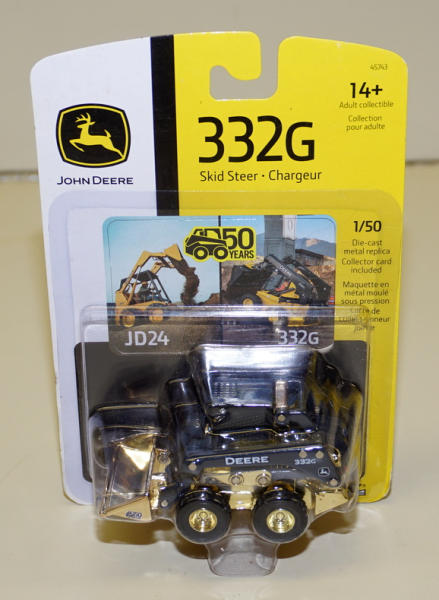 45743
14+
Adult collectible
Collection
pour adulte
JOHN DEERE
332G
Skid Steer · Chargeur
50
YEARS
1/50
Die-cast
metal replica
Collector card
included
Maquette en
métal moulé
sous pression
JD24
332G
DEERE
332G
50